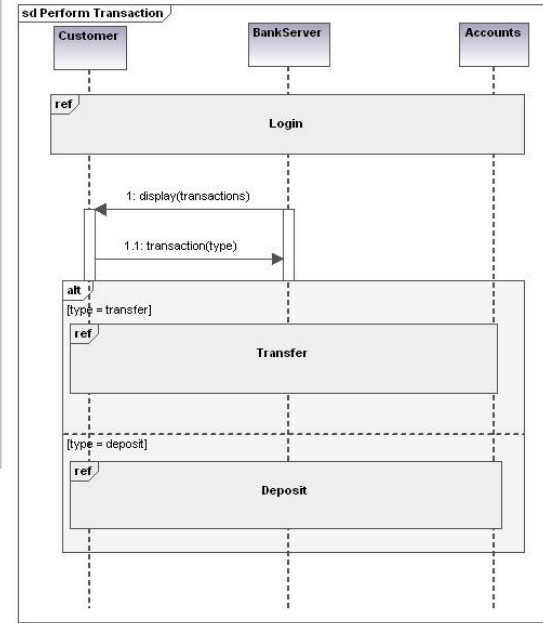 sd Perform Transaction
Customer
BankServer
Accounts
ref
Login
1: display(transactions)
1.1: transaction(type)
alt
[type = transfer]
ref
Transfer
[type = deposit]
ref
Deposit